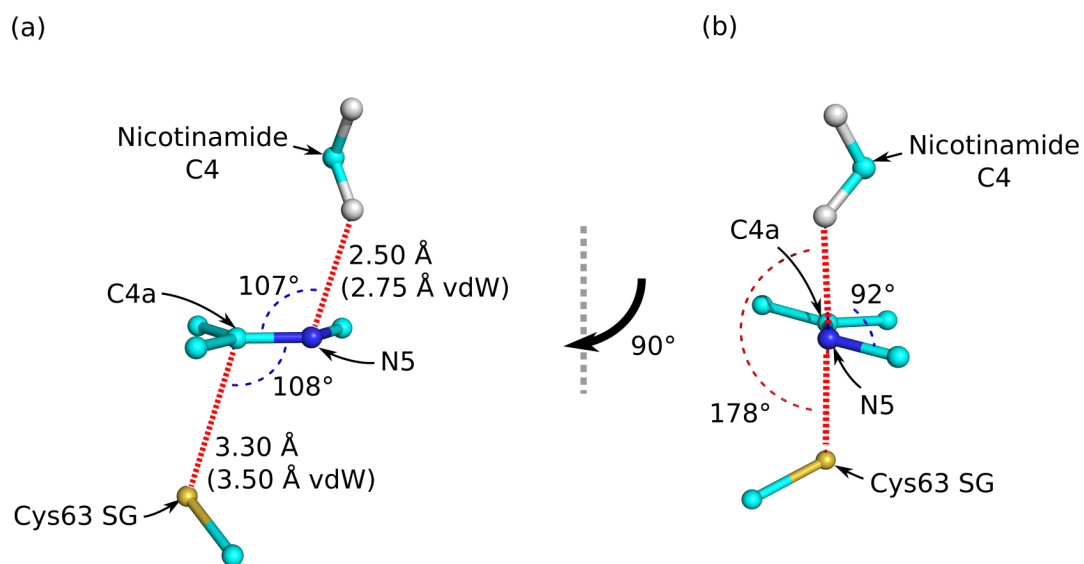 (a)
Nicotinamide
C4
2.50 Å
(2.75 Å vdW)
107°
C4a
N5
108°
3.30 Å
(3.50 Å vdW)
Cys63 SG
90°
(b)
Nicotinamide
C4
C4a
92°
N5
178°
Cys63 SG